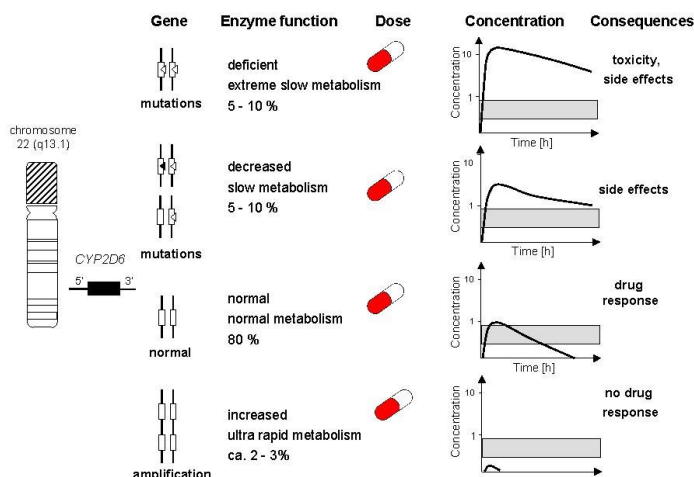 Gene
Enzyme function
Dose
Concentration
Consequences
chromosome
22 (q13.1)
CYP2D6
5'
3'
mutations
deficient
extreme slow metabolism
5 - 10 %
Concentration
10
1
Time [h]
toxicity,
side effects
mutations
decreased
slow metabolism
5 - 10 %
Concentration
10
1
Time [h]
side effects
normal
normal
normal metabolism
80 %
Concentration
10
1
Time [h]
drug
response
amplification
increased
ultra rapid metabolism
ca. 2 - 3%
Concentration
10
1
no drug
response